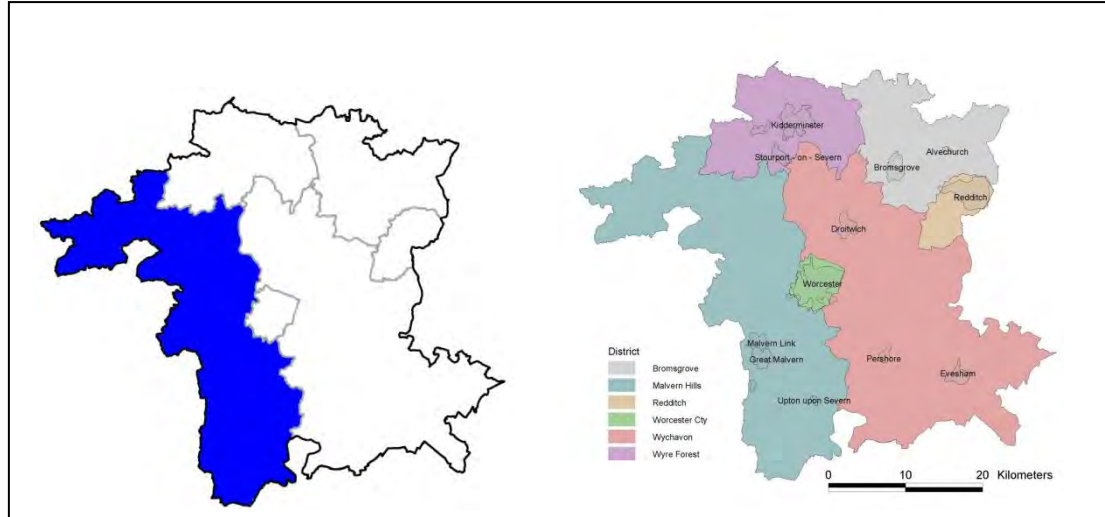 Kidderminster
Stourport - on - Severn
Alvechurch
Bromsgrove
Redditch
Droitwich
Worcester
Malvern Link
Great Malvern
Pershore
Evesham
Upton upon Severn
District
Bromsgrove
Malvern Hills
Redditch
Worcester Cty
Wychavon
Wyre Forest
0 10 20 Kilometers